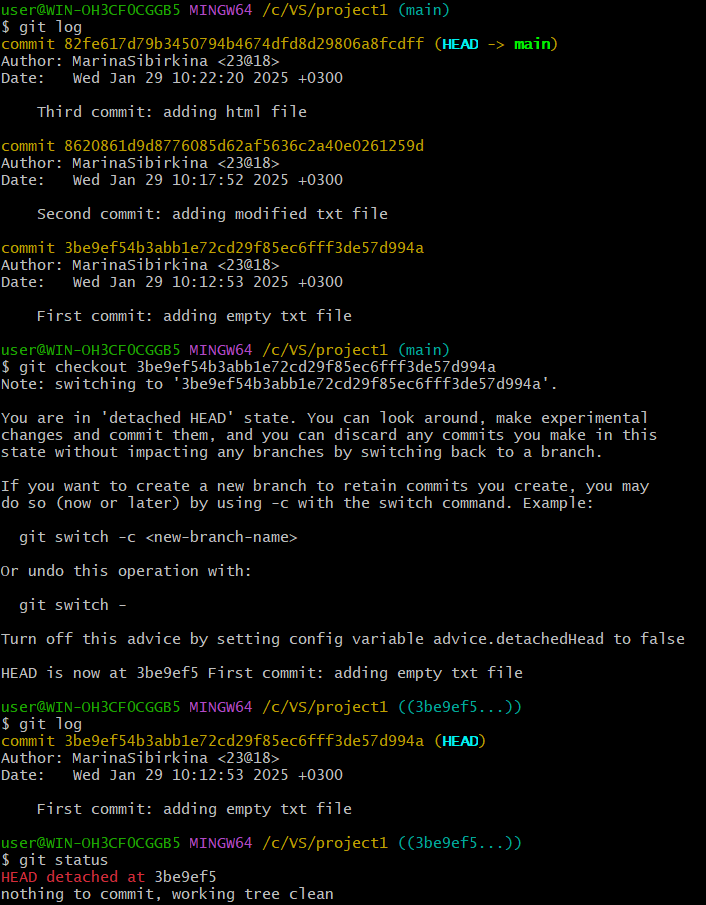 user@WIN-OH3CFOCGGB5 MINGW64 /c/VS/project1 (main)
$ git log
commit 82fe617d79b3450794b4674dfd8d29806a8fcdff (HEAD -> main)
Author: MarinaSibirkina <23@18>
Date:   Wed Jan 29 10:22:20 2025 +0300

    Third commit: adding html file

commit 8620861d9d8776085d62af5636c2a40e0261259d
Author: MarinaSibirkina <23@18>
Date:   Wed Jan 29 10:17:52 2025 +0300

    Second commit: adding modified txt file

commit 3be9ef54b3abb1e72cd29f85ec6fff3de57d994a
Author: MarinaSibirkina <23@18>
Date:   Wed Jan 29 10:12:53 2025 +0300

    First commit: adding empty txt file

user@WIN-OH3CFOCGGB5 MINGW64 /c/VS/project1 (main)
$ git checkout 3be9ef54b3abb1e72cd29f85ec6fff3de57d994a
Note: switching to '3be9ef54b3abb1e72cd29f85ec6fff3de57d994a'.

You are in 'detached HEAD' state. You can look around, make experimental
changes and commit them, and you can discard any commits you make in this
state without impacting any branches by switching back to a branch.

If you want to create a new branch to retain commits you create, you may
do so (now or later) by using -c with the switch command. Example:

  git switch -c <new-branch-name>

Or undo this operation with:

  git switch -

Turn off this advice by setting config variable advice.detachedHead to false

HEAD is now at 3be9ef5 First commit: adding empty txt file

user@WIN-OH3CFOCGGB5 MINGW64 /c/VS/project1 ((3be9ef5...))
$ git log
commit 3be9ef54b3abb1e72cd29f85ec6fff3de57d994a (HEAD)
Author: MarinaSibirkina <23@18>
Date:   Wed Jan 29 10:12:53 2025 +0300

    First commit: adding empty txt file

user@WIN-OH3CFOCGGB5 MINGW64 /c/VS/project1 ((3be9ef5...))
$ git status
HEAD detached at 3be9ef5
nothing to commit, working tree clean